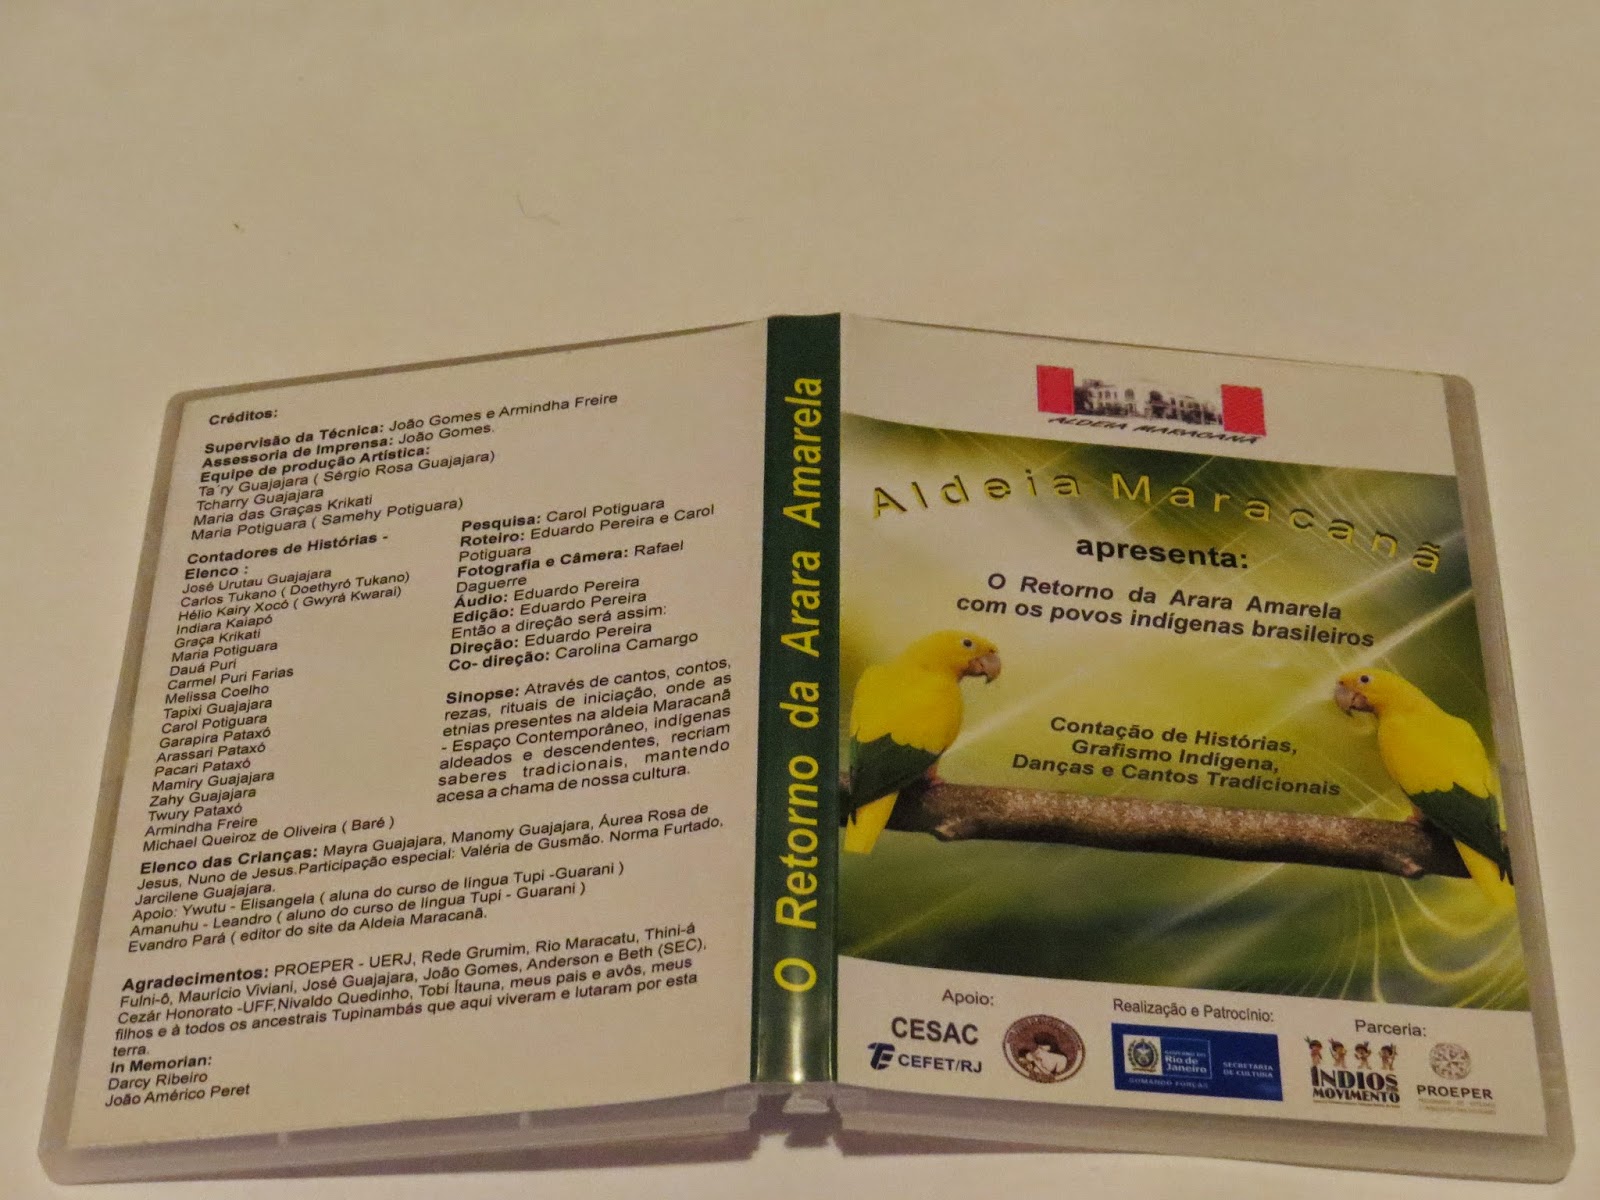 Créditos:
Supervisão da Técnica: João Gomes e Armindha Freire
Assessoria de Imprensa: João Gomes.
Equipe de produção Artística:
Ta´ry Guajajara ( Sérgio Rosa Guajajara)
Tcharry Guajajara
Maria das Graças Krikati
Maria Potiguara ( Samehy Potiguara)
Contadores de Histórias -
Elenco :
José Urutau Guajajara
Carlos Tukano ( Doethyró Tukano)
Hélio Kairy Xocó ( Gwyrá Kwarai)
Indiara Kaiapó
Graça Krikati
Maria Potiguara
Dauá Puri
Carmel Puri Farias
Melissa Coelho
Tapixi Guajajara
Carol Potiguara
Garapira Pataxó
Arassari Pataxó
Pacari Pataxó
Mamiry Guajajara
Zahy Guajajara
Twury Pataxó
Armindha Freire
Michael Queiroz de Oliveira ( Baré )
Pesquisa: Carol Potiguara
Roteiro: Eduardo Pereira e Carol
Potiguara
Fotografia e Câmera: Rafael
Daguerre
Áudio: Eduardo Pereira
Edição: Eduardo Pereira
Então a direção será assim:
Direção: Eduardo Pereira
Co- direção: Carolina Camargo
Sinopse: Através de cantos, contos,
rezas, rituais de iniciação, onde as
etnias presentes na aldeia Maracanã
- Espaço Contemporâneo, indígenas
aldeados e descendentes, recriam
saberes tradicionais, mantendo
acesa a chama de nossa cultura.
Elenco das Crianças: Mayra Guajajara, Manomy Guajajara, Áurea Rosa de
Jesus, Nuno de Jesus.Participação especial: Valéria de Gusmão. Norma Furtado,
Jarcilene Guajajara.
Apoio: Ywutu - Elisangela ( aluna do curso de língua Tupi -Guarani )
Amanuhu - Leandro ( aluno do curso de língua Tupi - Guarani )
Evandro Pará ( editor do site da Aldeia Maracanã.
Agradecimentos: PROEPER - UERJ, Rede Grumim, Rio Maracatu, Thini-á
Fulni-ô, Maurício Viviani, José Guajajara, João Gomes, Anderson e Beth (SEC),
Cezár Honorato -UFF,Nivaldo Quedinho, Tobi Ítauna, meus pais e avôs, meus
filhos e à todos os ancestrais Tupinambás que aqui viveram e lutaram por esta
terra.
In Memorian:
Darcy Ribeiro
João Américo Peret
O Retorno da Arara Amarela
ALDEIA MARACANÃ
Aldeia Maracanã
apresenta:
O Retorno da Arara Amarela
com os povos indígenas brasileiros
Contação de Histórias,
Grafismo Indígena,
Danças e Cantos Tradicionais
Apoio:
CESAC
CEFET/RJ
Realização e Patrocínio:
GOVERNO DO
Rio de
Janeiro
SECRETARIA
DE CULTURA
SOMANDO FORÇAS
Parceria:
ÍNDIOS
EM
MOVIMENTO
PROEPER